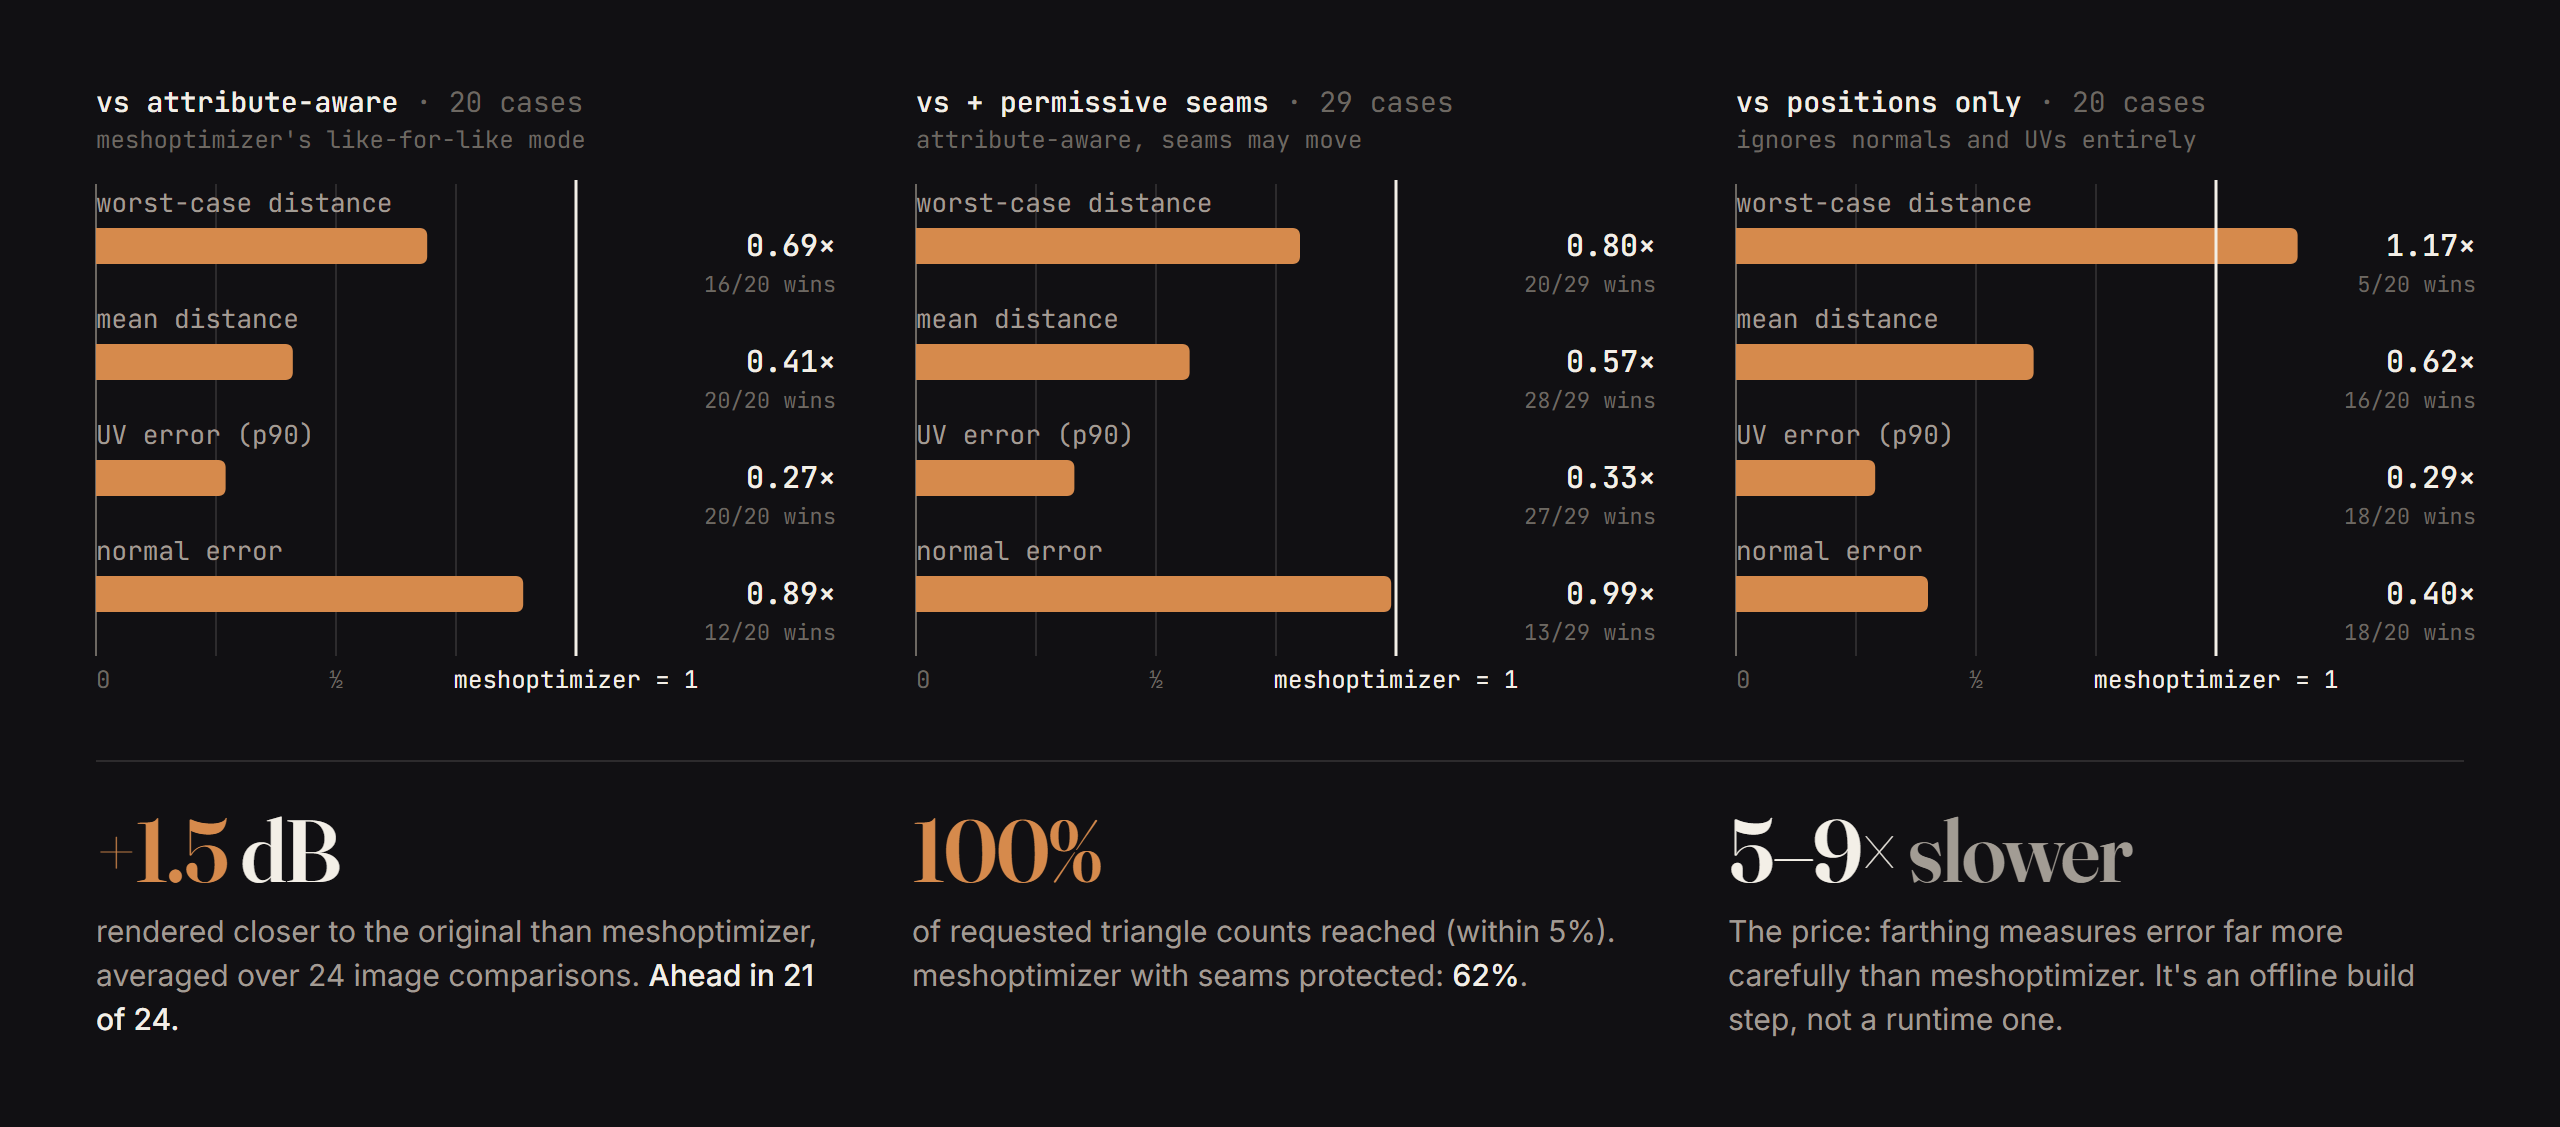 vs attribute-aware · 20 cases
meshoptimizer's like-for-like mode
worst-case distance
0.69×
16/20 wins
mean distance
0.41×
20/20 wins
UV error (p90)
0.27×
20/20 wins
normal error
0.89×
12/20 wins
0 ½ meshoptimizer = 1
vs + permissive seams · 29 cases
attribute-aware, seams may move
worst-case distance
0.80×
20/29 wins
mean distance
0.57×
28/29 wins
UV error (p90)
0.33×
27/29 wins
normal error
0.99×
13/29 wins
0 ½ meshoptimizer = 1
vs positions only · 20 cases
ignores normals and UVs entirely
worst-case distance
1.17×
5/20 wins
mean distance
0.62×
16/20 wins
UV error (p90)
0.29×
18/20 wins
normal error
0.40×
18/20 wins
0 ½ meshoptimizer = 1
+1.5 dB
rendered closer to the original than meshoptimizer,
averaged over 24 image comparisons. Ahead in 21
of 24.
100%
of requested triangle counts reached (within 5%).
meshoptimizer with seams protected: 62%.
5–9× slower
The price: farthing measures error far more
carefully than meshoptimizer. It's an offline build
step, not a runtime one.